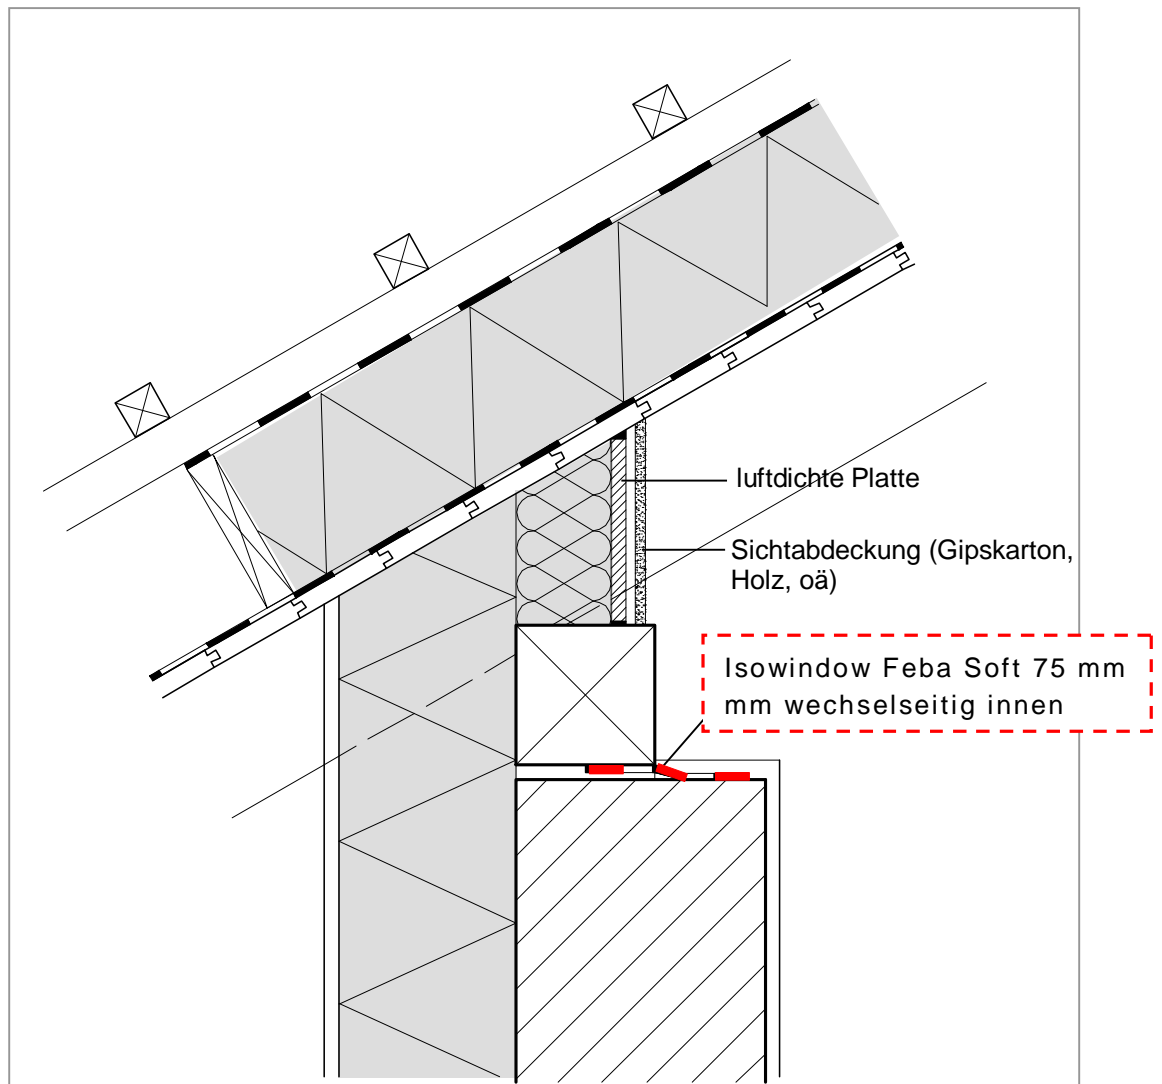 luftdichte Platte
Sichtabdeckung (Gipskarton,
Holz, oä)
Isowindow Feba Soft 75 mm
mm wechselseitig innen